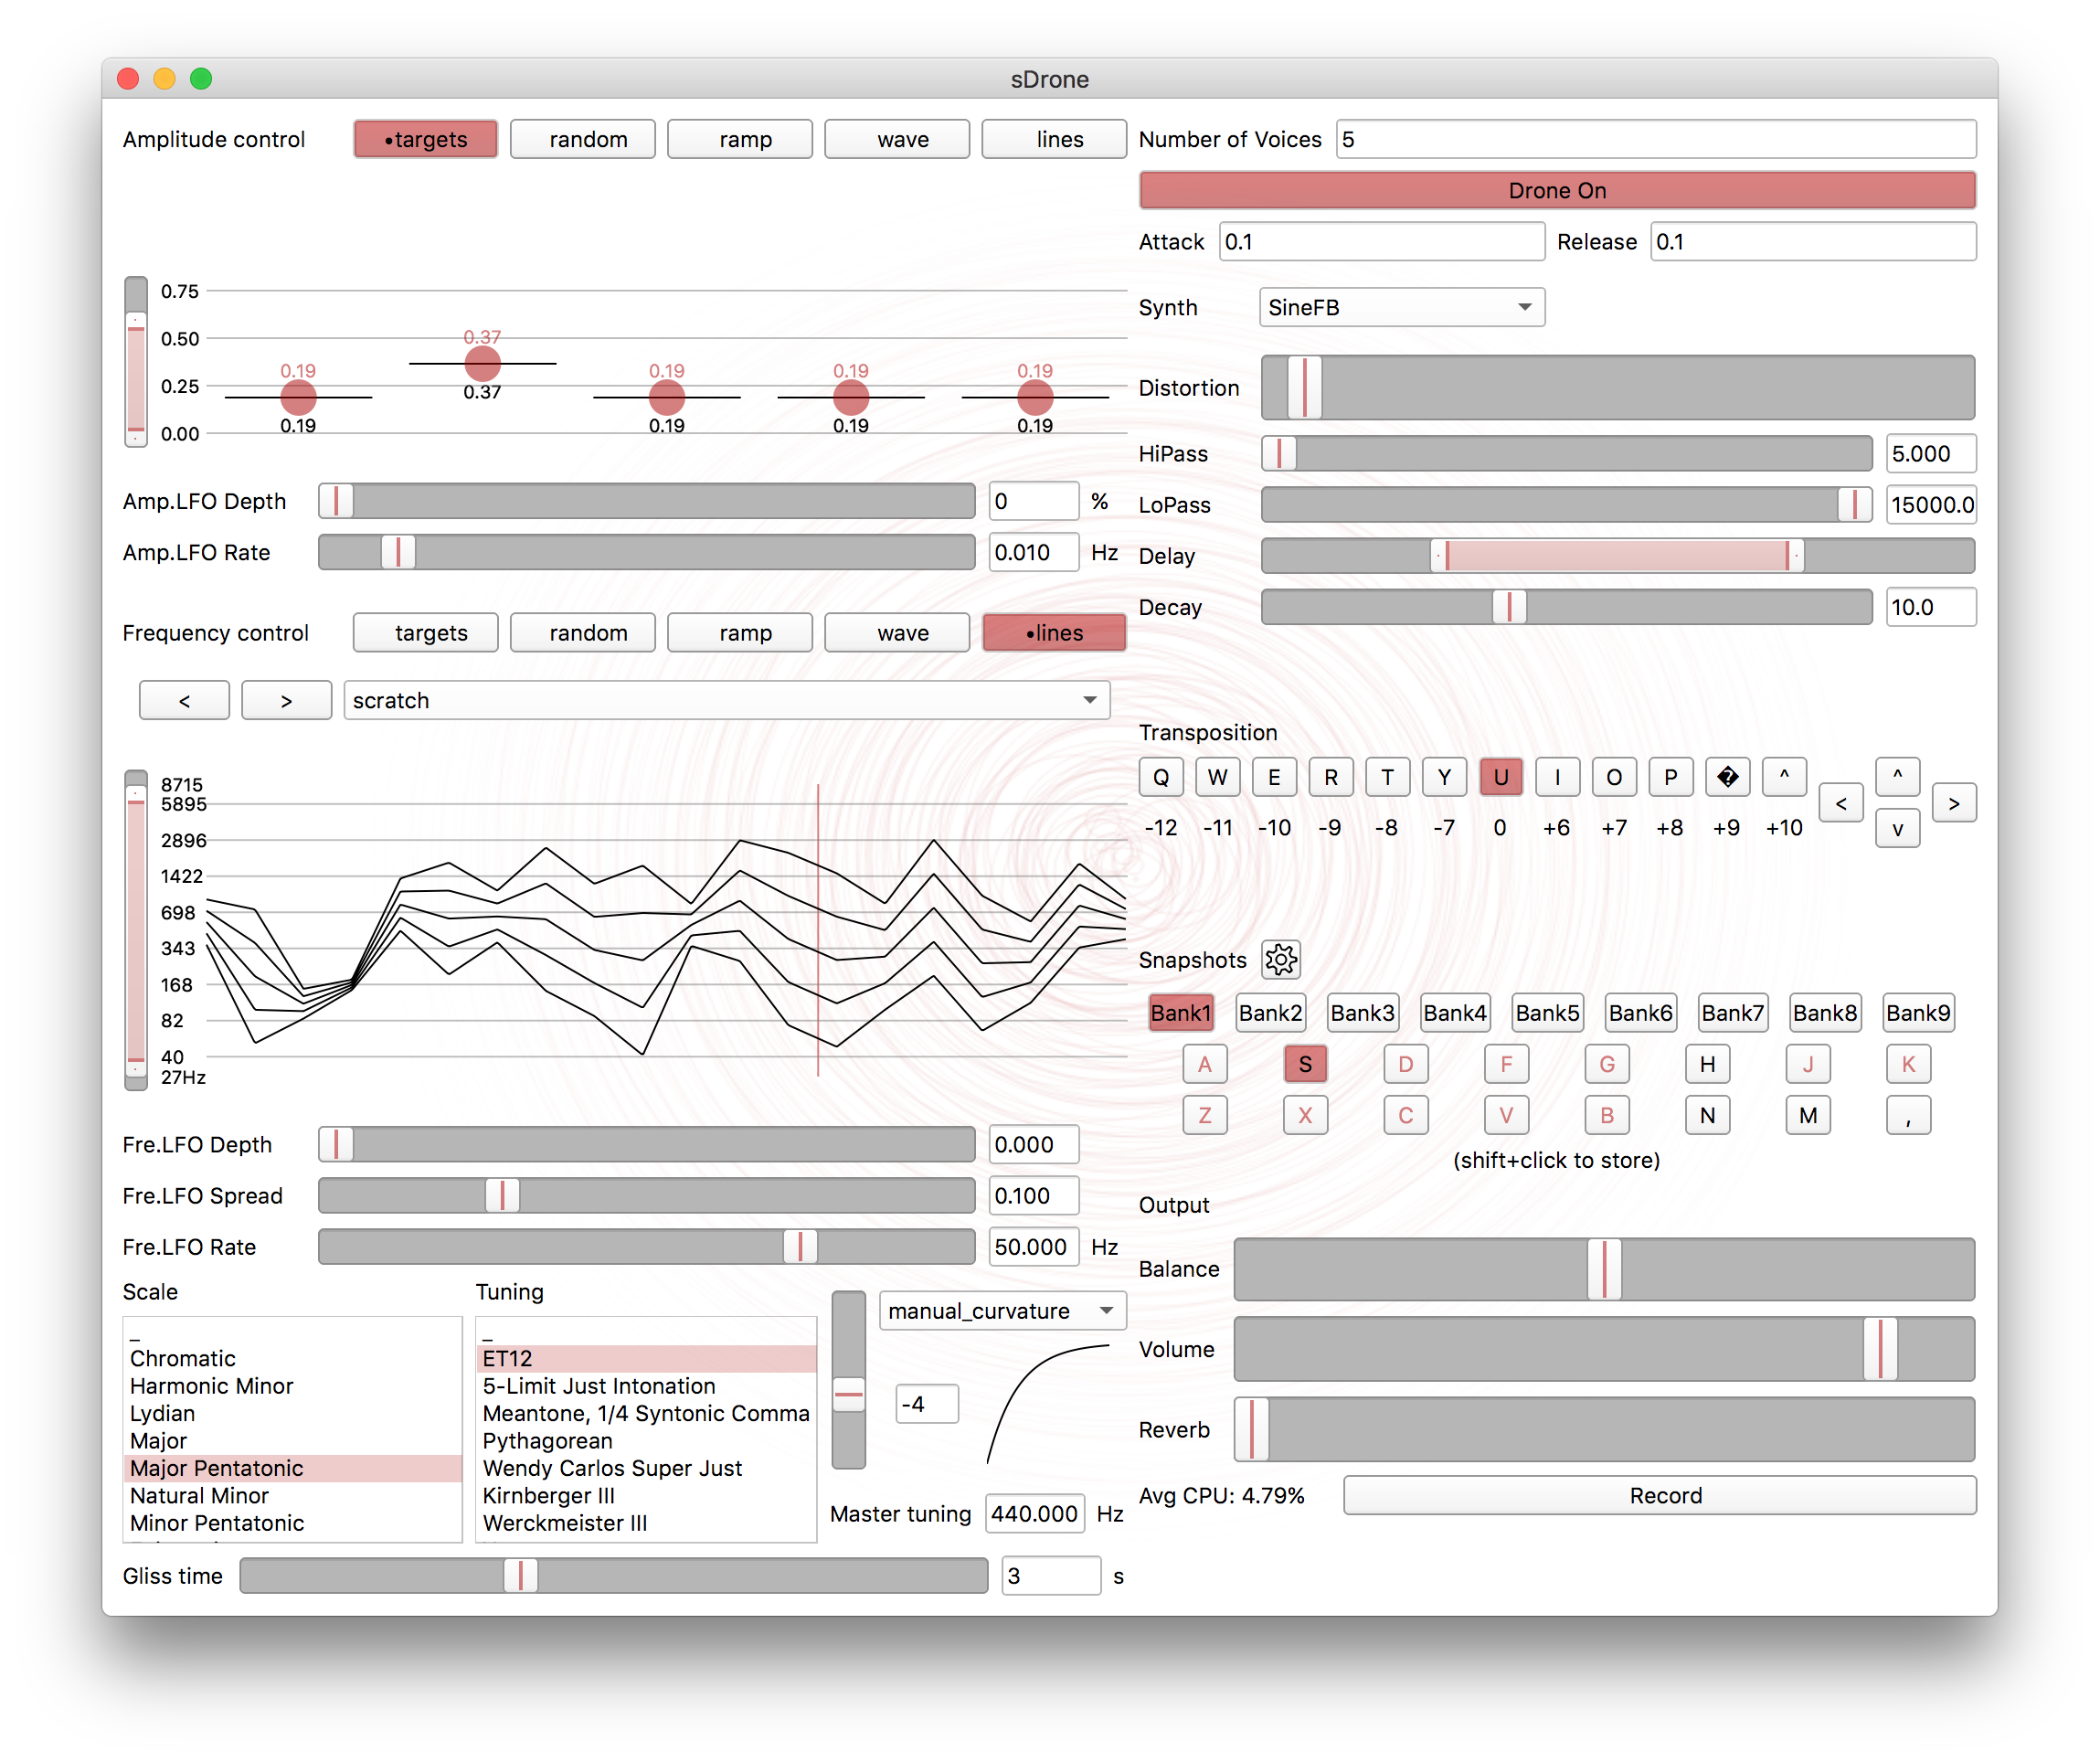 sDrone
Amplitude control •targets random ramp wave lines
0.75
0.50
0.25
0.00
0.19 0.37 0.19 0.19 0.19
0.19 0.37 0.19 0.19 0.19
Amp.LFO Depth 0 %
Amp.LFO Rate 0.010 Hz
Frequency control targets random ramp wave •lines
< > scratch
8715
5895
2896
1422
698
343
168
82
40
27Hz
Fre.LFO Depth 0.000
Fre.LFO Spread 0.100
Fre.LFO Rate 50.000 Hz
Scale
_
Chromatic
Harmonic Minor
Lydian
Major
Major Pentatonic
Natural Minor
Minor Pentatonic
Tuning
_
ET12
5-Limit Just Intonation
Meantone, 1/4 Syntonic Comma
Pythagorean
Wendy Carlos Super Just
Kirnberger III
Werckmeister III
manual_curvature
-4
Master tuning 440.000 Hz
Gliss time 3 s
Number of Voices 5
Drone On
Attack 0.1 Release 0.1
Synth SineFB
Distortion
HiPass 5.000
LoPass 15000.0
Delay
Decay 10.0
Transposition
Q W E R T Y U I O P � ^
-12 -11 -10 -9 -8 -7 0 +6 +7 +8 +9 +10
^
< >
v
Snapshots
Bank1 Bank2 Bank3 Bank4 Bank5 Bank6 Bank7 Bank8 Bank9
A S D F G H J K
Z X C V B N M ,
(shift+click to store)
Output
Balance
Volume
Reverb
Avg CPU: 4.79% Record